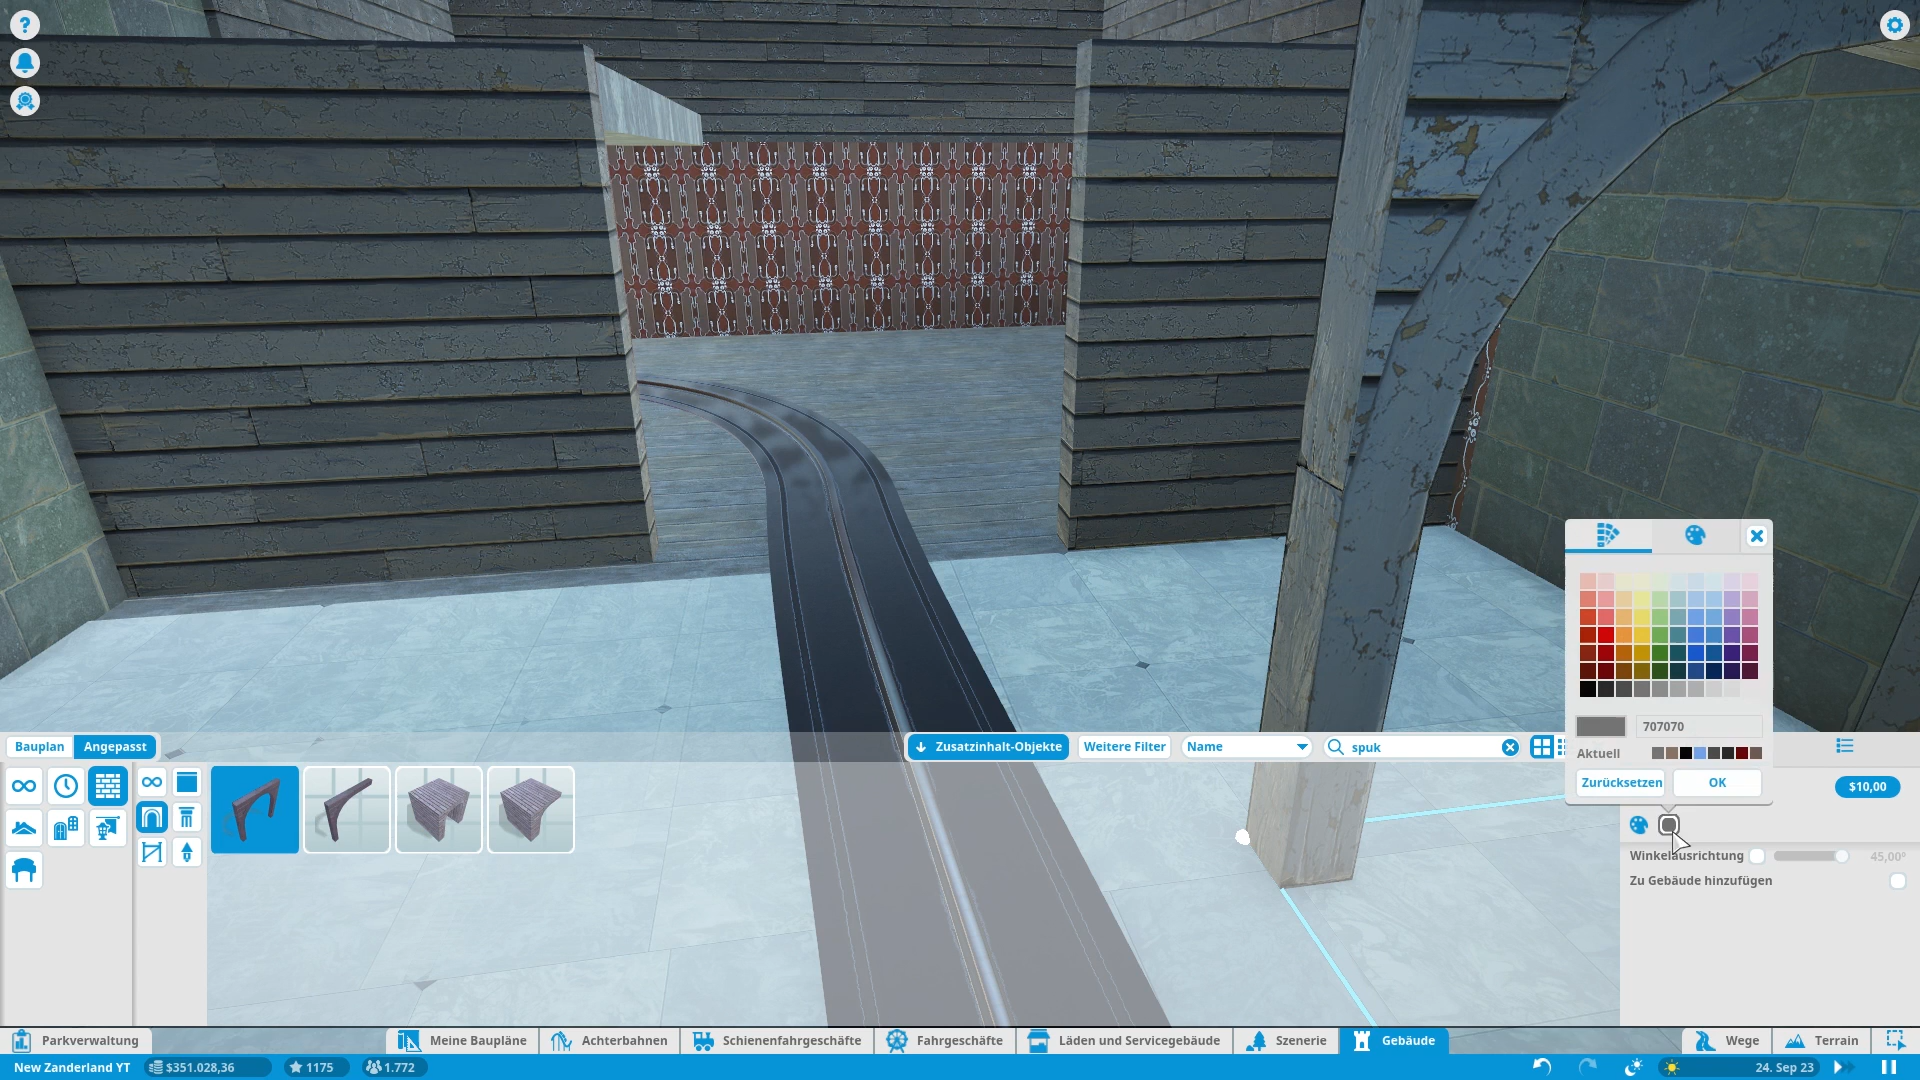 ?
707070
Aktuell
Zurücksetzen OK
Bauplan Angepasst
Zusatzinhalt-Objekte Weitere Filter Name spuk
$10,00
Winkelausrichtung 45,00°
Zu Gebäude hinzufügen
Parkverwaltung Meine Baupläne Achterbahnen Schienenfahrgeschäfte Fahrgeschäfte Läden und Servicegebäude Szenerie Gebäude Wege Terrain
New Zanderland YT $351.028,36 1175 1.772 24. Sep 23